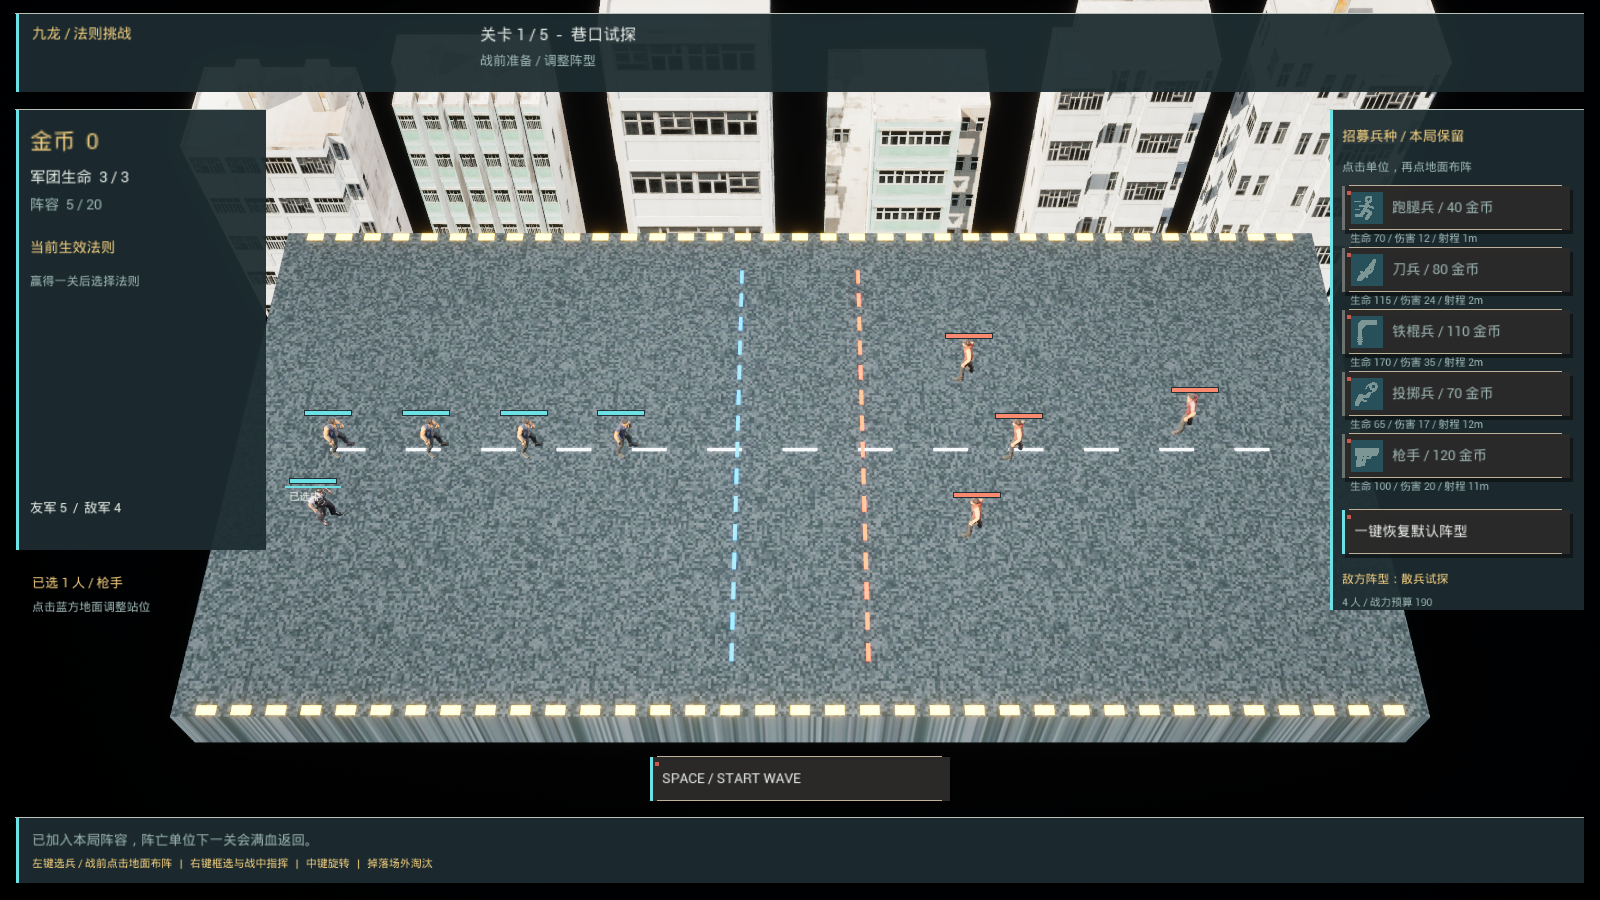 九龙 / 法则挑战
关卡 1 / 5 - 巷口试探
战前准备 / 调整阵型
金币 0
军团生命 3 / 3
阵容 5 / 20
当前生效法则
赢得一关后选择法则
友军 5 / 敌军 4
已选 1 人 / 枪手
点击蓝方地面调整站位
招募兵种 / 本局保留
点击单位，再点地面布阵
跑腿兵 / 40 金币
生命 70 / 伤害 12 / 射程 1m
刀兵 / 80 金币
生命 115 / 伤害 24 / 射程 2m
铁棍兵 / 110 金币
生命 170 / 伤害 35 / 射程 2m
投掷兵 / 70 金币
生命 65 / 伤害 17 / 射程 12m
枪手 / 120 金币
生命 100 / 伤害 20 / 射程 11m
一键恢复默认阵型
敌方阵型：散兵试探
4 人 / 战力预算 190
已选
SPACE / START WAVE
已加入本局阵容，阵亡单位下一关会满血返回。
左键选兵 / 战前点击地面布阵 | 右键框选与战中指挥 | 中键旋转 | 掉落场外淘汰